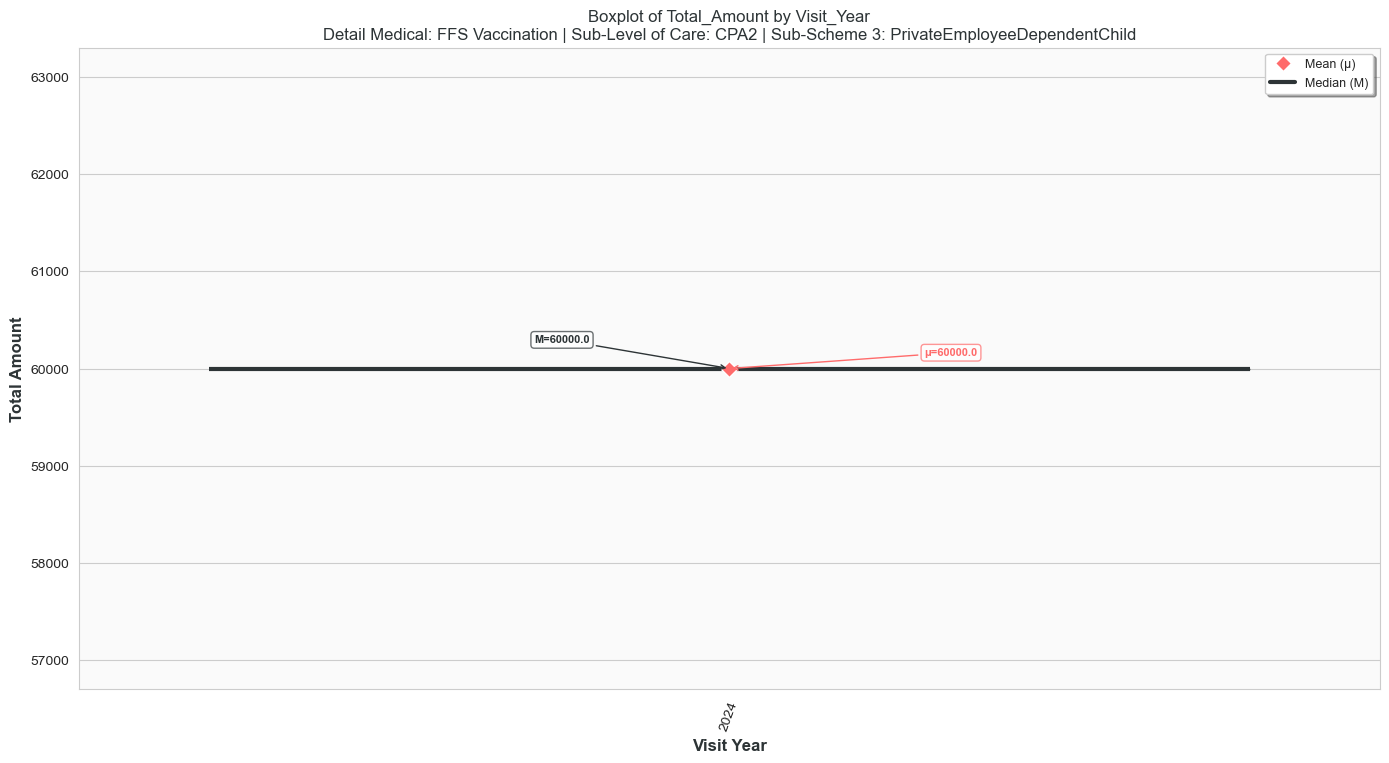 Boxplot of Total_Amount by Visit_Year
Detail Medical: FFS Vaccination | Sub-Level of Care: CPA2 | Sub-Scheme 3: PrivateEmployeeDependentChild
Mean (μ)
Median (M)
63000
62000
61000
60000
59000
58000
57000
Total Amount
M=60000.0
μ=60000.0
2024
Visit Year